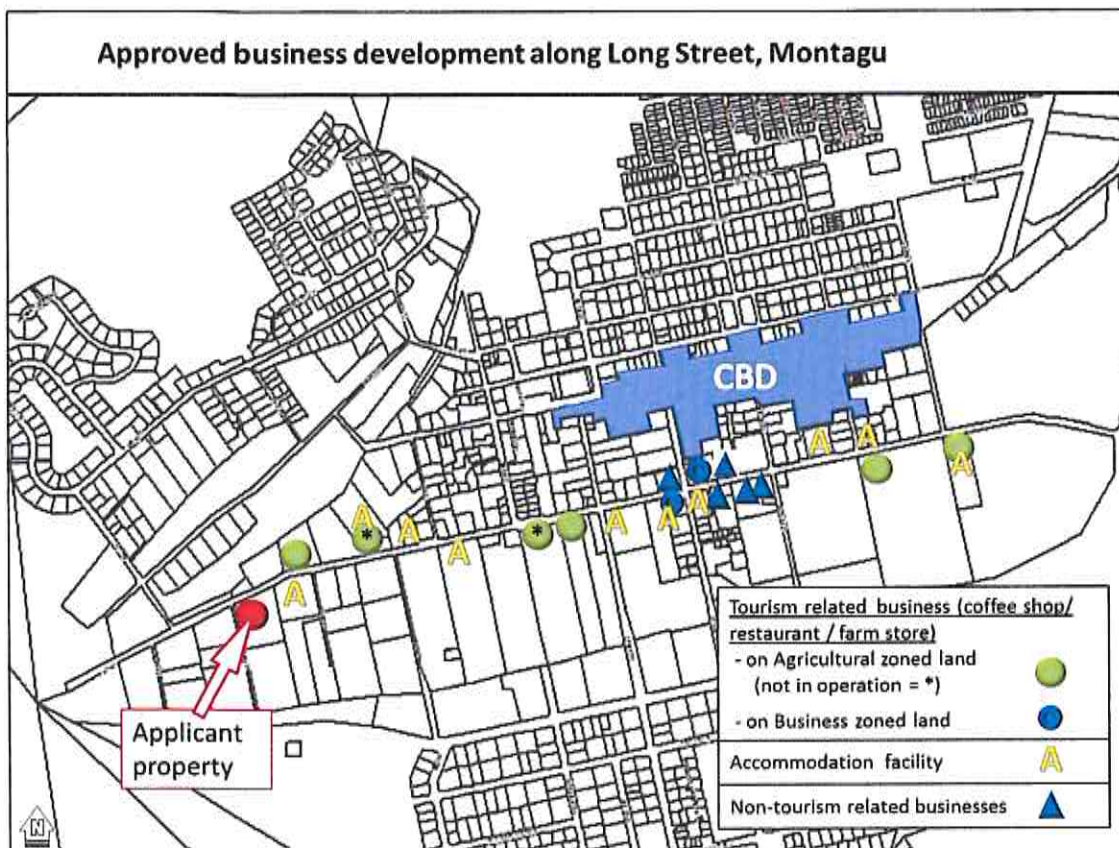 Approved business development along Long Street, Montagu
CBD
A
A
A
A
A
A
A
A
A
A
*
*
Applicant
property
Tourism related business (coffee shop/
restaurant / farm store)
- on Agricultural zoned land
(not in operation = *)
- on Business zoned land
Accommodation facility
A
Non-tourism related businesses
N